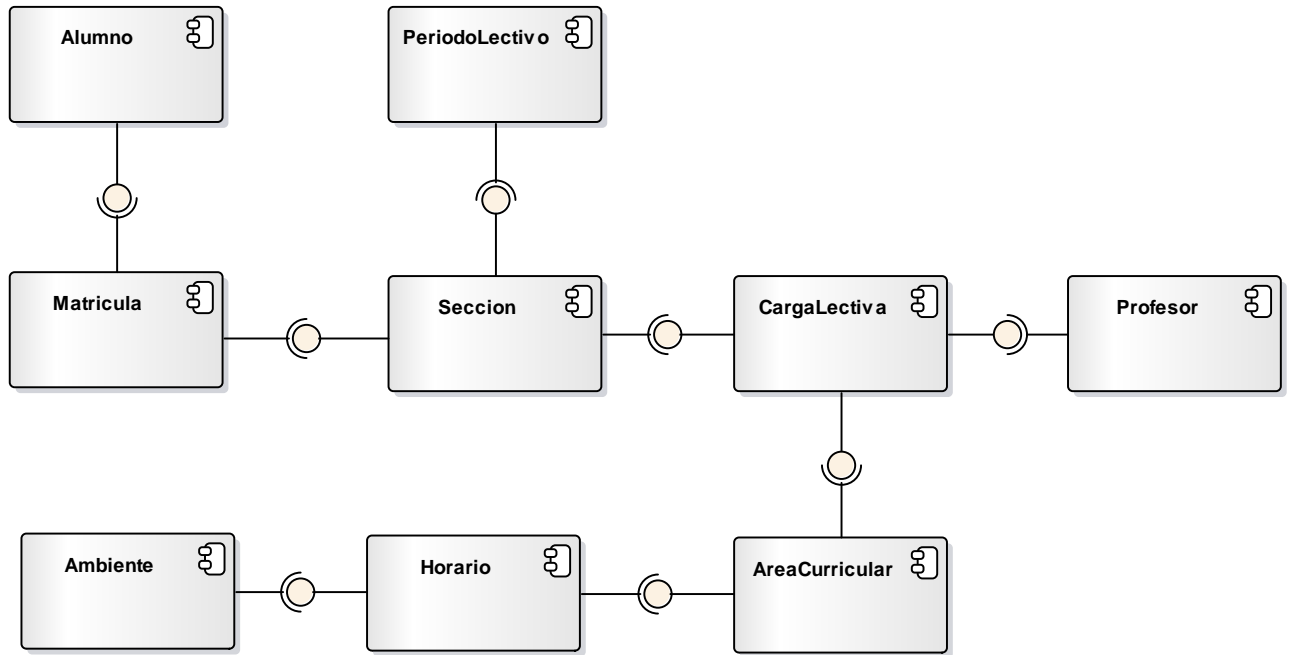 Alumno
PeriodoLectivo
Matricula
Seccion
CargaLectiva
Profesor
Ambiente
Horario
AreaCurricular